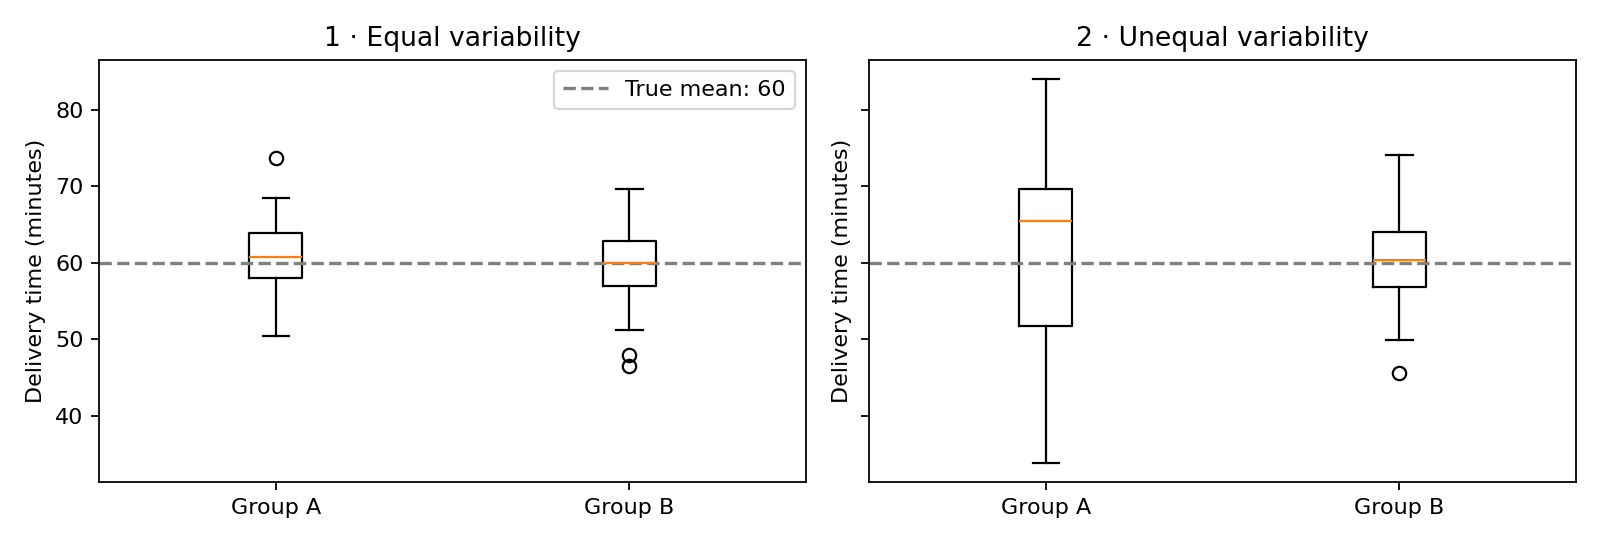 1 · Equal variability
True mean: 60
Delivery time (minutes)
80
70
60
50
40
Group A
Group B
2 · Unequal variability
Delivery time (minutes)
Group A
Group B